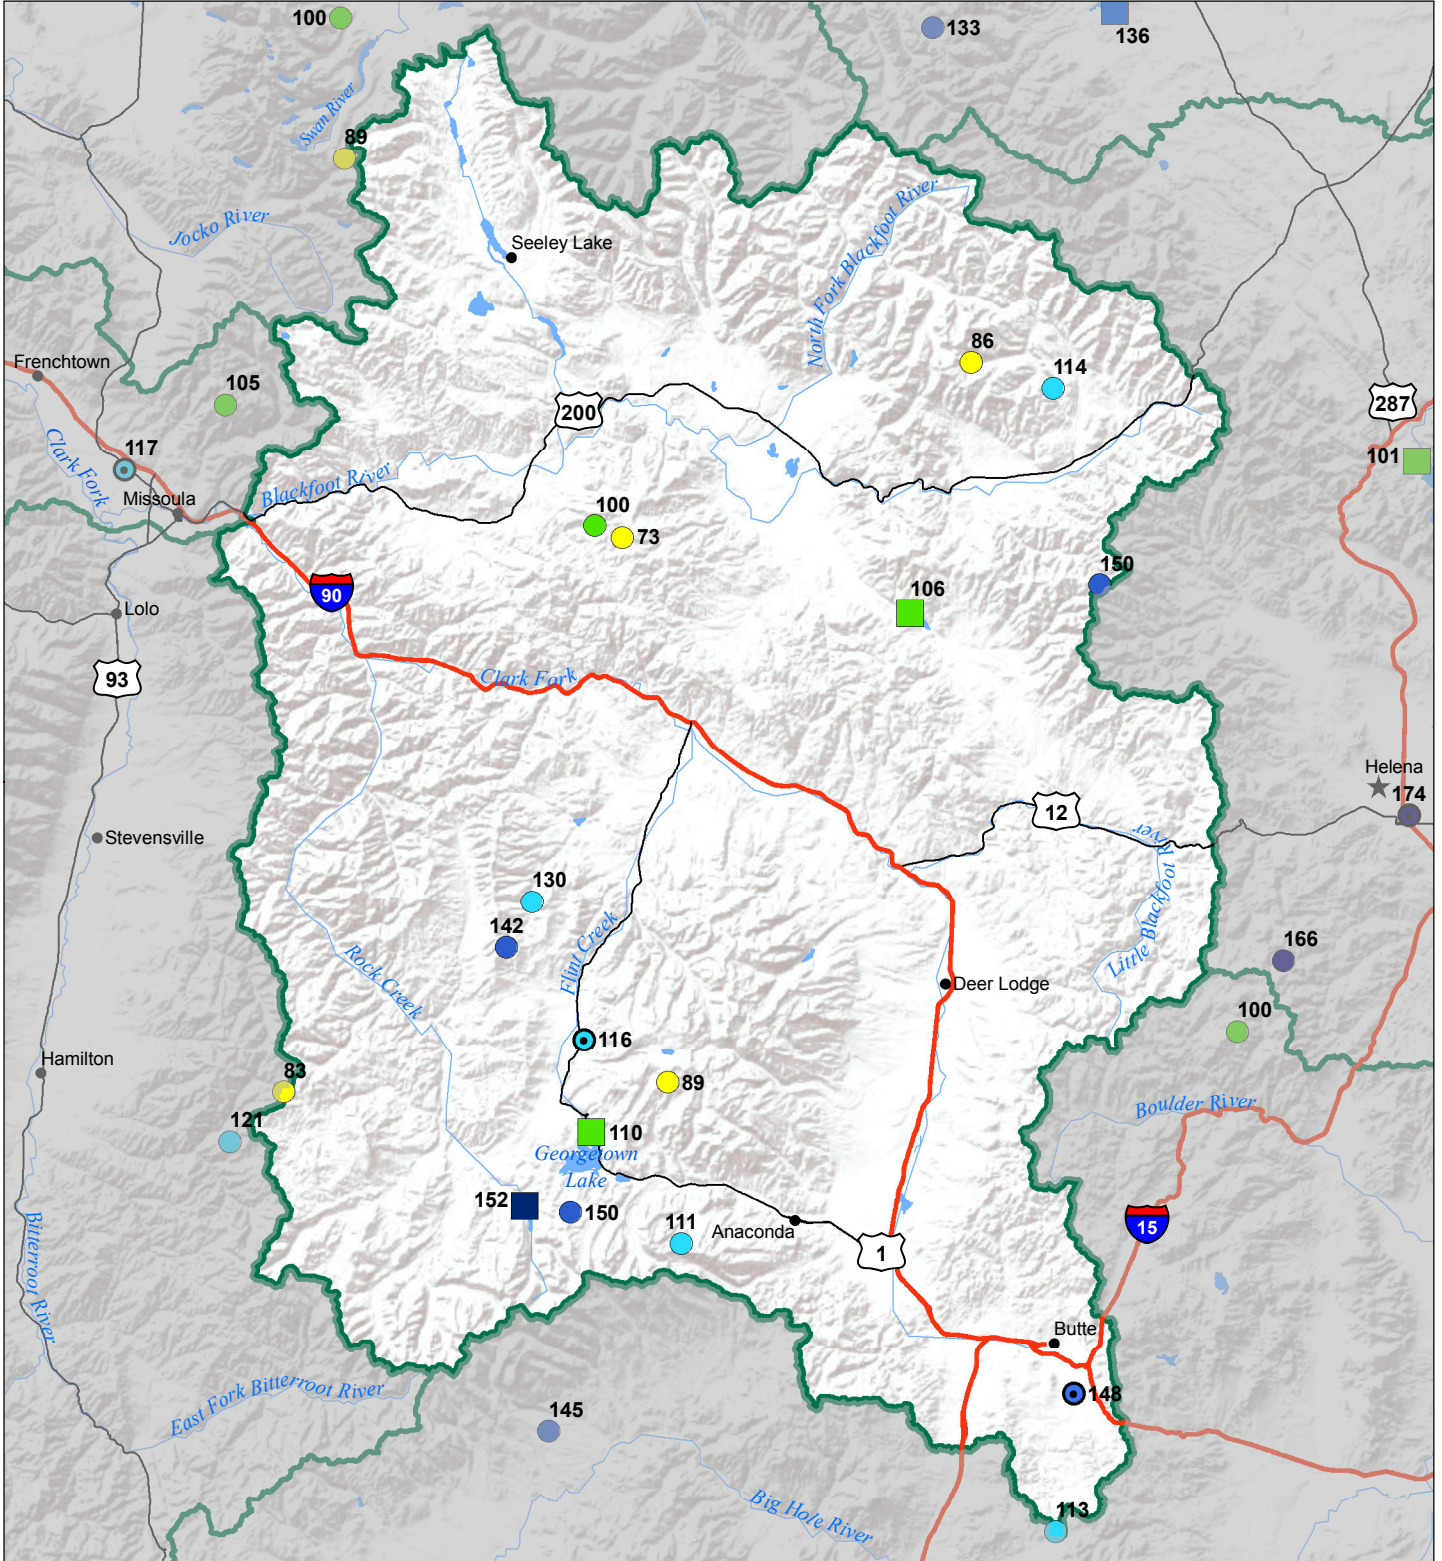 100
133
136
Swan River
89
Jocko River
North Fork Blackfoot River
Seeley Lake
Frenchtown
86
114
105
200
287
117
Clark Fork
101
Blackfoot River
Missoula
100
73
150
90
106
Lolo
93
Clark Fork
Helena
174
12
Stevensville
Little Blackfoot River
130
142
Flint Creek
166
Rock Creek
Deer Lodge
100
116
Hamilton
83
89
Boulder River
121
110
Georgetown
Lake
152
150
111
Anaconda
15
1
Bitterroot River
Butte
East Fork Bitterroot River
148
145
Big Hole River
113